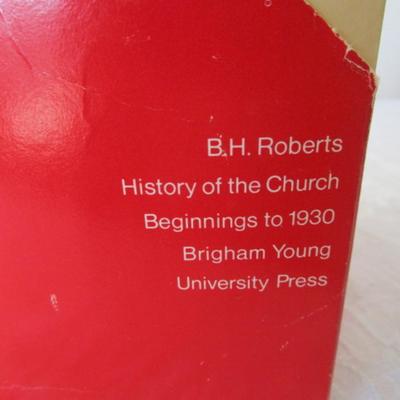 B.H. Roberts
History of the Church
Beginnings to 1930
Brigham Young
University Press